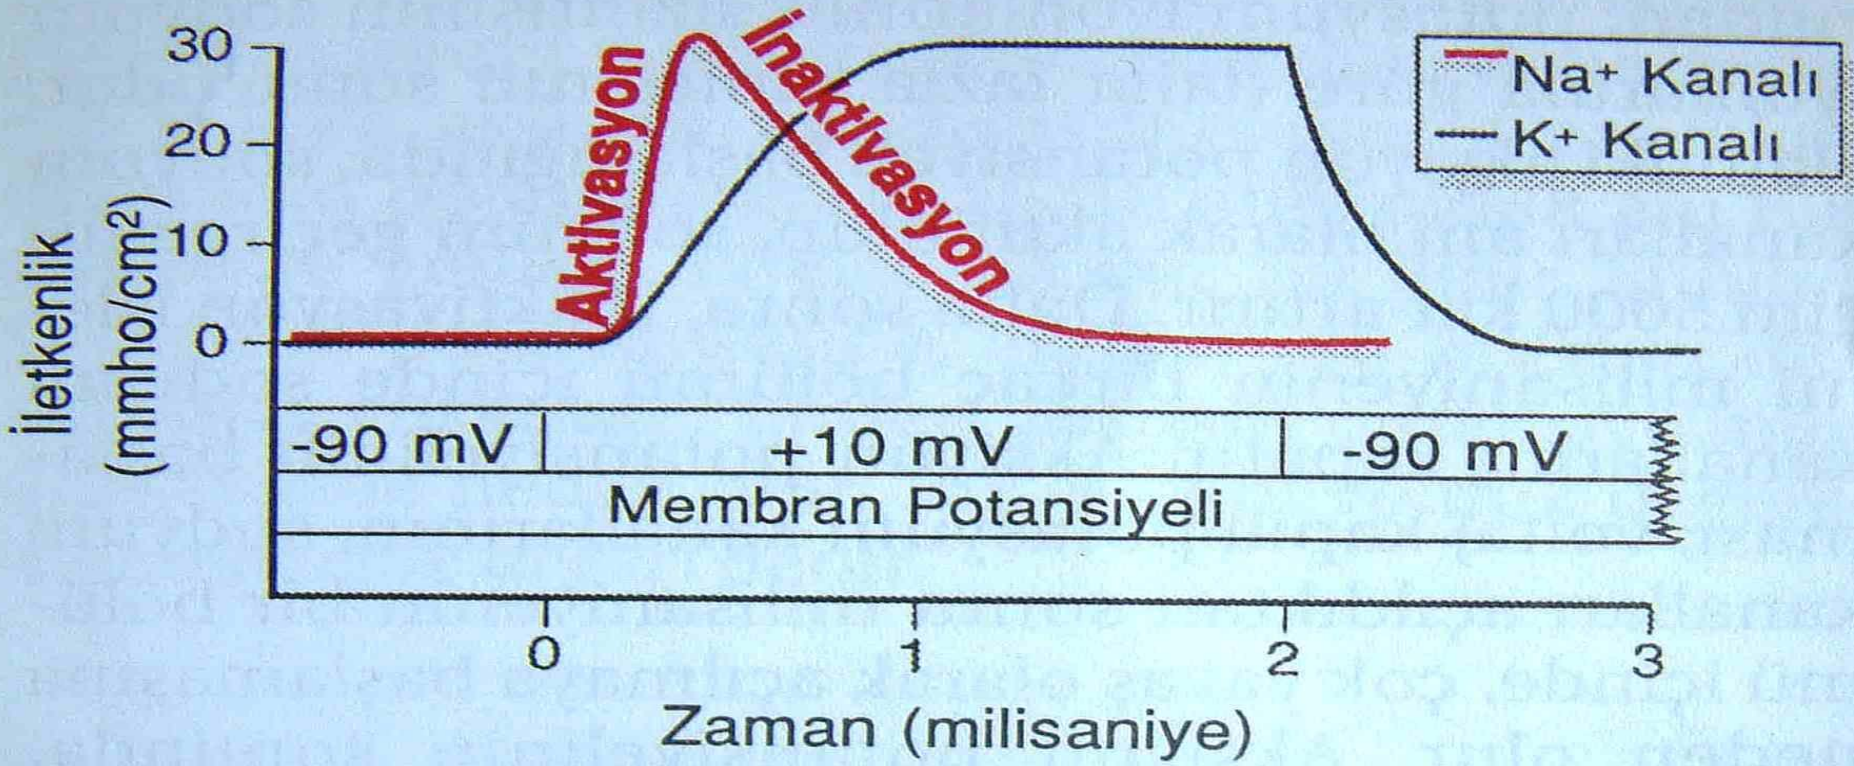 30
20
10
0
İletkenlik
(mmho/cm²)
Aktivasyon
İnaktivasyon
Na+ Kanalı
K+ Kanalı
-90 mV
+10 mV
-90 mV
Membran Potansiyeli
0
1
2
3
Zaman (milisaniye)